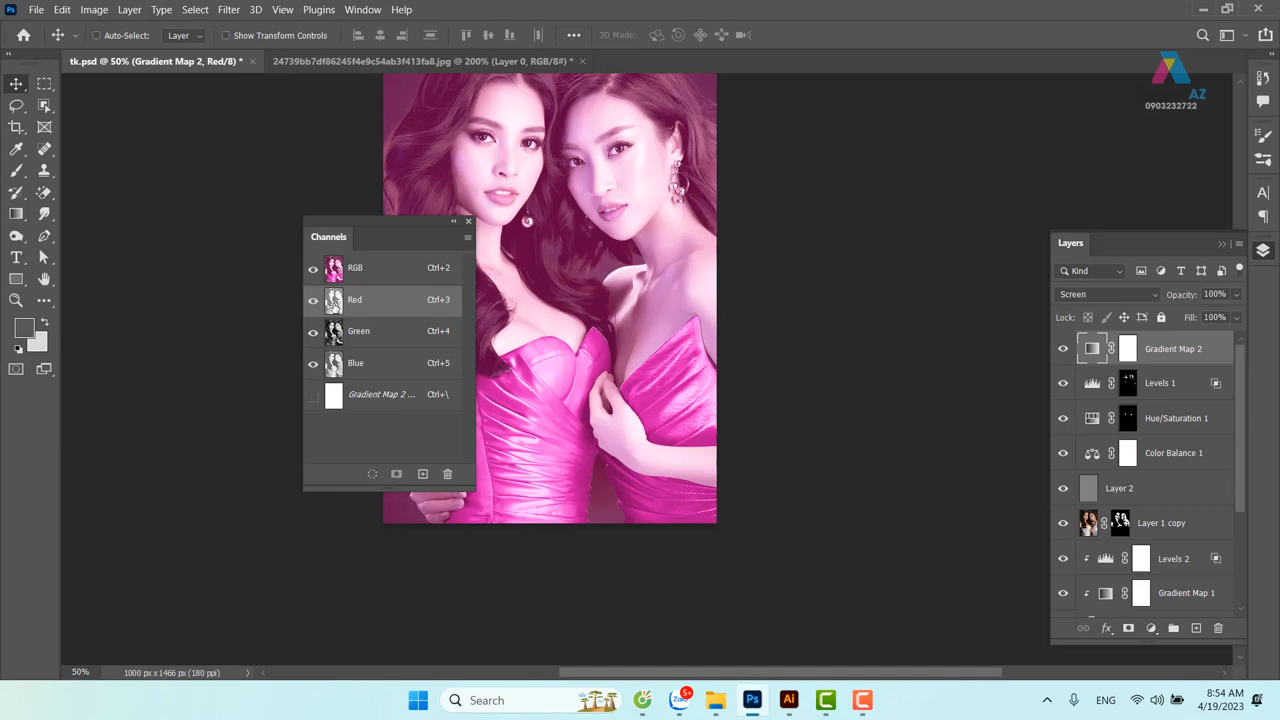 Ps File Edit Image Layer Type Select Filter 3D View Plugins Window Help
Auto-Select: Layer Show Transform Controls 3D Mode:
tk.psd @ 50% (Gradient Map 2, Red/8) * 24739bb7df86245f4e9c54ab3f413fa8.jpg @ 200% (Layer 0, RGB/8#) *
AZ
0903232722
Channels
RGB Ctrl+2
Red Ctrl+3
Green Ctrl+4
Blue Ctrl+5
Gradient Map 2 ... Ctrl+\
Layers
Kind
Screen Opacity: 100%
Lock: Fill: 100%
Gradient Map 2
Levels 1
Hue/Saturation 1
Color Balance 1
Layer 2
Layer 1 copy
Levels 2
Gradient Map 1
fx
50% 1000 px x 1466 px (180 ppi)
Search
Zalo 5+
Ps Ai
ENG
8:54 AM
4/19/2023